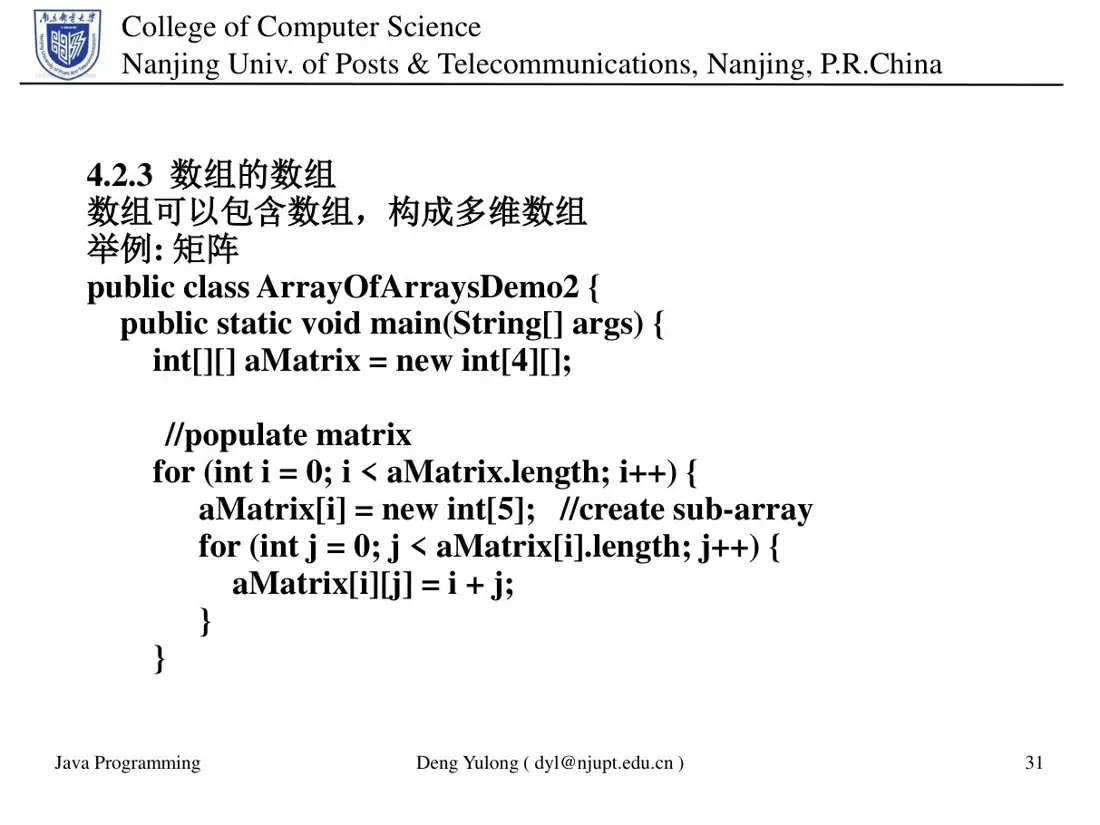 College of Computer Science
Nanjing Univ. of Posts & Telecommunications, Nanjing, P.R.China
4.2.3 数组的数组
数组可以包含数组，构成多维数组
举例: 矩阵
public class ArrayOfArraysDemo2 {
public static void main(String[] args) {
int[][] aMatrix = new int[4][];
//populate matrix
for (int i = 0; i < aMatrix.length; i++) {
aMatrix[i] = new int[5]; //create sub-array
for (int j = 0; j < aMatrix[i].length; j++) {
aMatrix[i][j] = i + j;
}
}
Java Programming
Deng Yulong ( dyl@njupt.edu.cn )
31